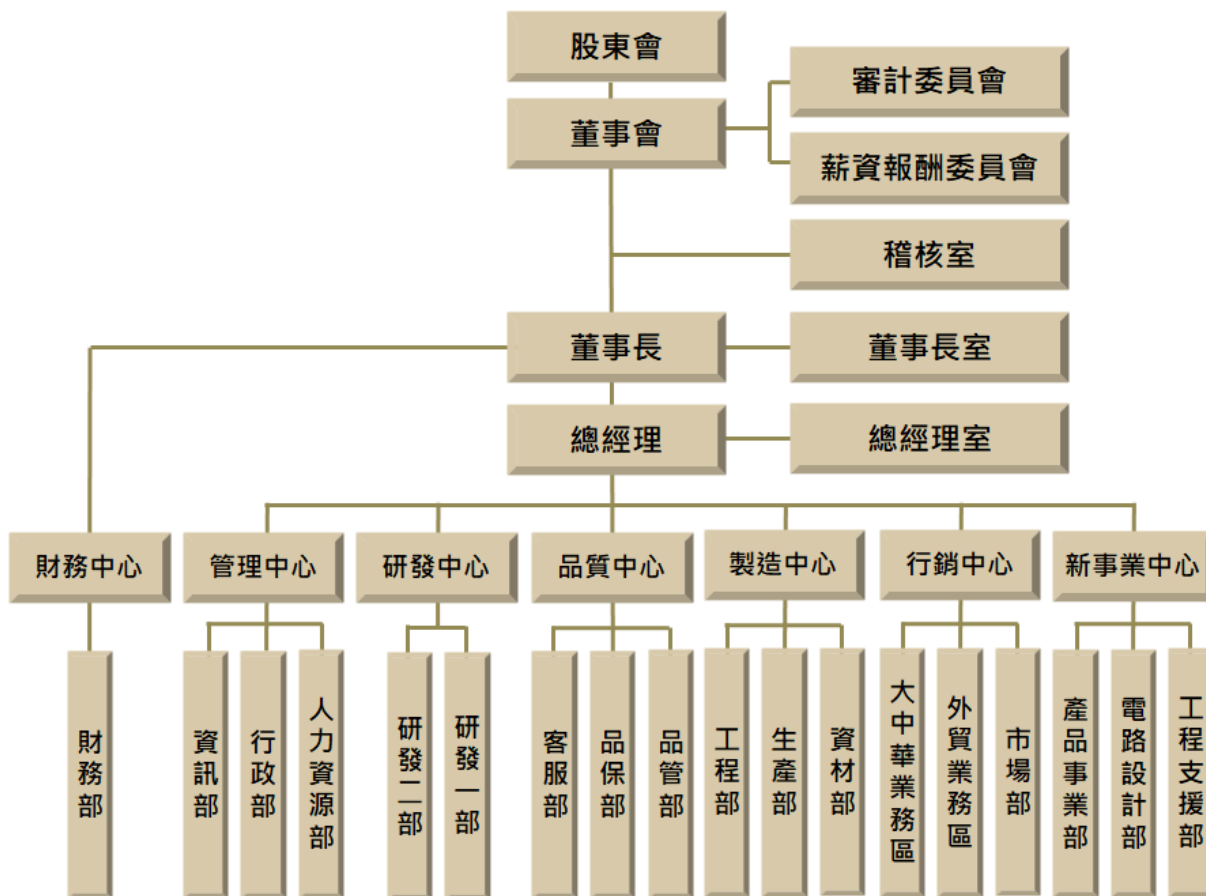 股東會
審計委員會
董事會
薪資報酬委員會
稽核室
董事長
董事長室
總經理
總經理室
財務中心
管理中心
研發中心
品質中心
製造中心
行銷中心
新事業中心
財務部
資訊部
行政部
人力資源部
研發二部
研發一部
客服部
品保部
品管部
工程部
生產部
資材部
大中華業務區
外貿業務區
市場部
產品事業部
電路設計部
工程支援部